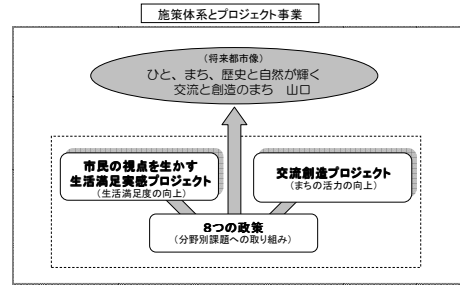 施策体系とプロジェクト事業
（将来都市像）
ひと、まち、歴史と自然が輝く
交流と創造のまち　山口
市民の視点を生かす
生活満足実感プロジェクト
（生活満足度の向上）
交流創造プロジェクト
（まちの活力の向上）
8つの政策
（分野別課題への取り組み）